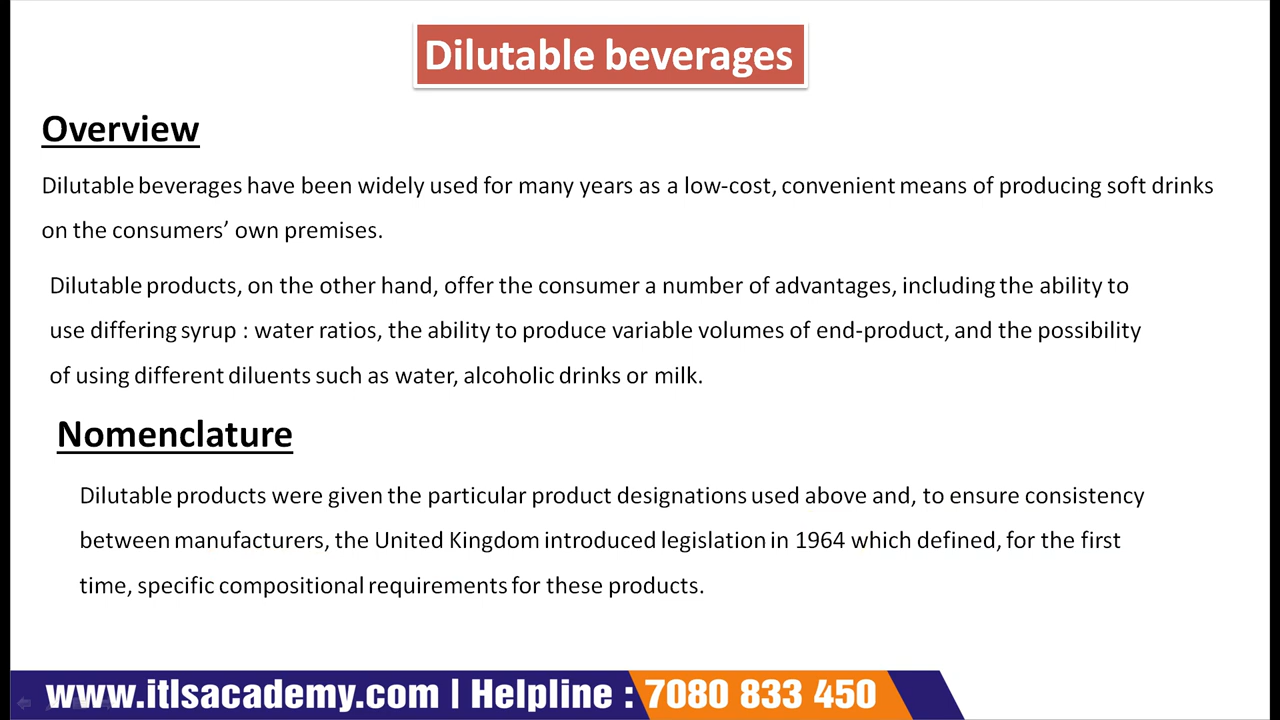 Dilutable beverages
Overview
Dilutable beverages have been widely used for many years as a low-cost, convenient means of producing soft drinks
on the consumers’ own premises.
Dilutable products, on the other hand, offer the consumer a number of advantages, including the ability to
use differing syrup : water ratios, the ability to produce variable volumes of end-product, and the possibility
of using different diluents such as water, alcoholic drinks or milk.
Nomenclature
Dilutable products were given the particular product designations used above and, to ensure consistency
between manufacturers, the United Kingdom introduced legislation in 1964 which defined, for the first
time, specific compositional requirements for these products.
www.itlsacademy.com | Helpline : 7080 833 450